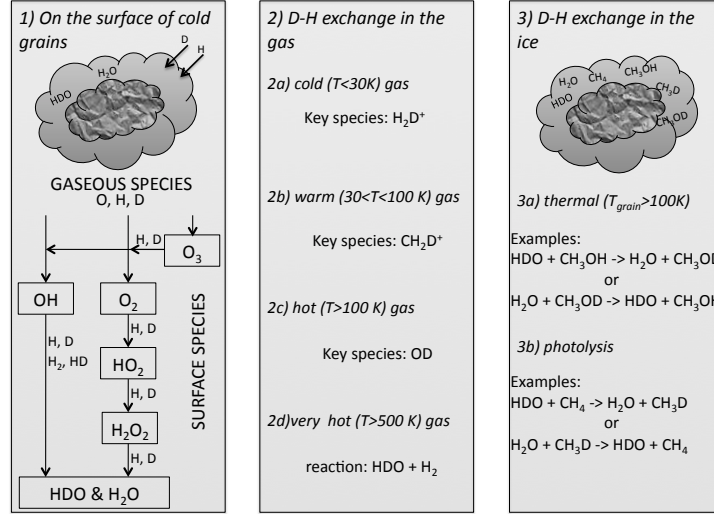 1) On the surface of cold
grains
D
H
H₂O
HDO
GASEOUS SPECIES
O, H, D
H, D
O₃
OH
O₂
H, D
H, D
H₂, HD
HO₂
H, D
H₂O₂
H, D
HDO & H₂O
SURFACE SPECIES
2) D-H exchange in the
gas
2a) cold (T<30K) gas
Key species: H₂D⁺
2b) warm (30<T<100 K) gas
Key species: CH₂D⁺
2c) hot (T>100 K) gas
Key species: OD
2d)very hot (T>500 K) gas
reaction: HDO + H₂
3) D-H exchange in the
ice
H₂O
CH₄
CH₃OH
HDO
CH₃D
CH₃OD
3a) thermal (T_grain>100K)
Examples:
HDO + CH₃OH -> H₂O + CH₃OD
or
H₂O + CH₃OD -> HDO + CH₃OH
3b) photolysis
Examples:
HDO + CH₄ -> H₂O + CH₃D
or
H₂O + CH₃D -> HDO + CH₄